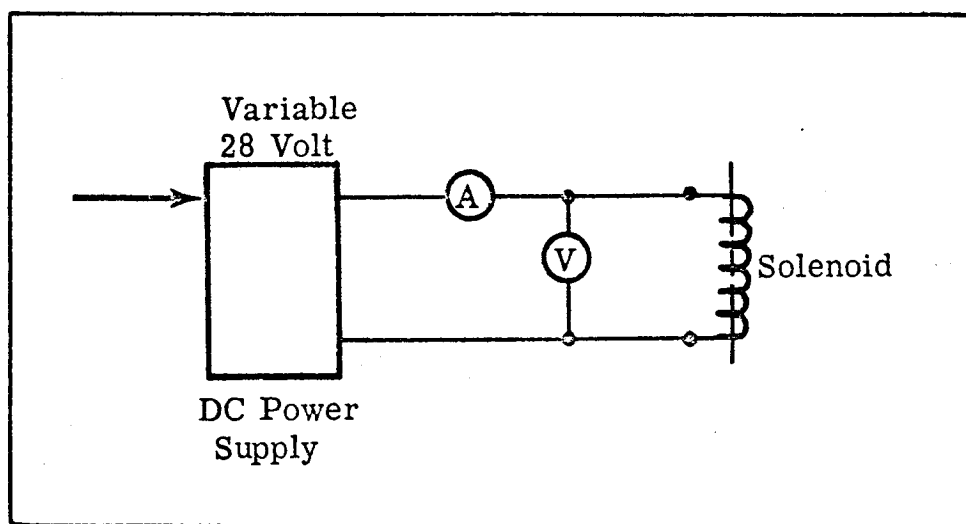 Variable
28 Volt
A
V
Solenoid
DC Power
Supply